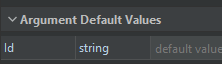 Argument Default Values
Id string default value